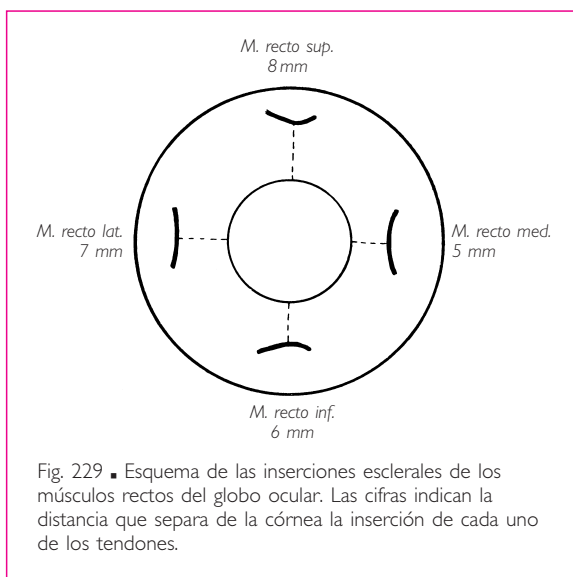 M. recto sup.
8 mm
M. recto lat.
7 mm
M. recto med.
5 mm
M. recto inf.
6 mm
Fig. 229 ▪ Esquema de las inserciones esclerales de los
músculos rectos del globo ocular. Las cifras indican la
distancia que separa de la córnea la inserción de cada uno
de los tendones.